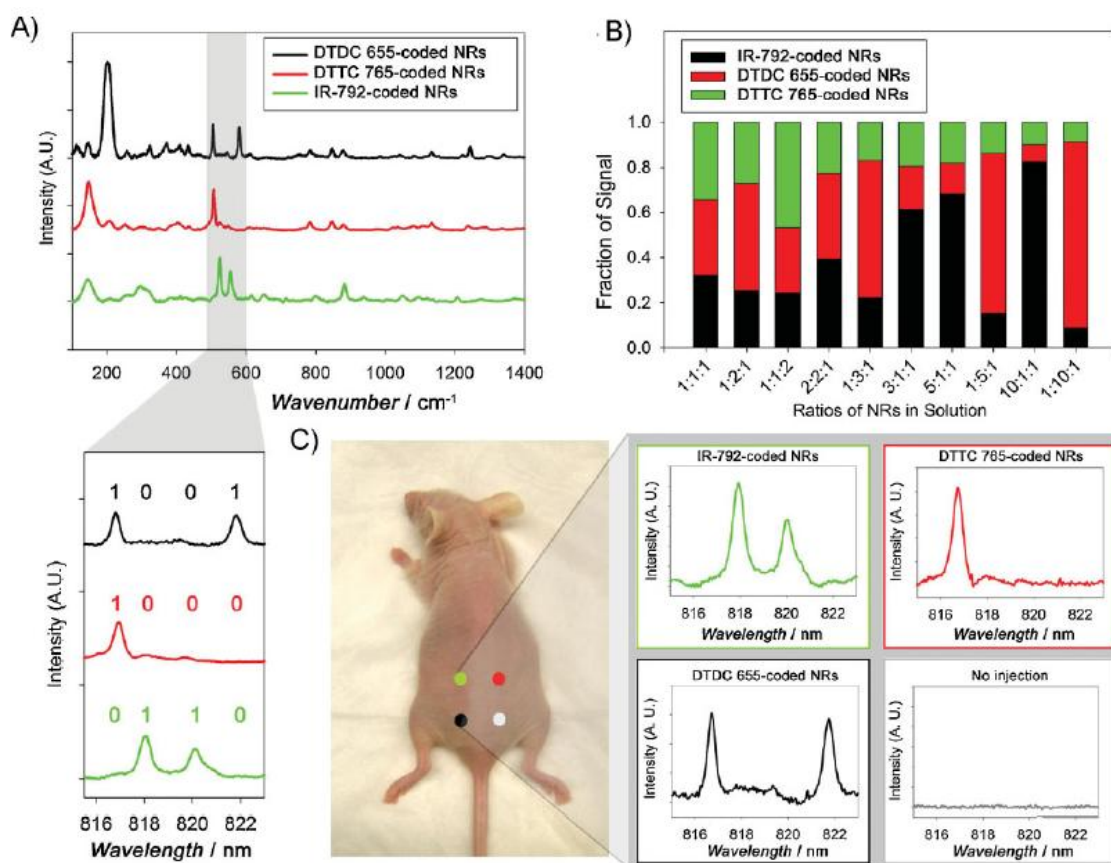 A)
DTDC 655-coded NRs
DTTC 765-coded NRs
IR-792-coded NRs
Intensity (A.U.)
200 400 600 800 1000 1200 1400
Wavenumber / cm-1
B)
IR-792-coded NRs
DTDC 655-coded NRs
DTTC 765-coded NRs
Fraction of Signal
1.0
0.8
0.6
0.4
0.2
0.0
1:1:1 1:2:1 1:1:2 2:2:1 1:3:1 3:1:1 5:1:1 1:5:1 10:1:1 1:10:1
Ratios of NRs in Solution
1 0 0 1
1 0 0 0
0 1 1 0
Intensity (A.U.)
816 818 820 822
Wavelength / nm
C)
IR-792-coded NRs
Intensity (A. U.)
816 818 820 822
Wavelength / nm
DTTC 765-coded NRs
Intensity (A. U.)
816 818 820 822
Wavelength / nm
DTDC 655-coded NRs
Intensity (A. U.)
816 818 820 822
Wavelength / nm
No injection
Intensity (A. U.)
816 818 820 822
Wavelength / nm